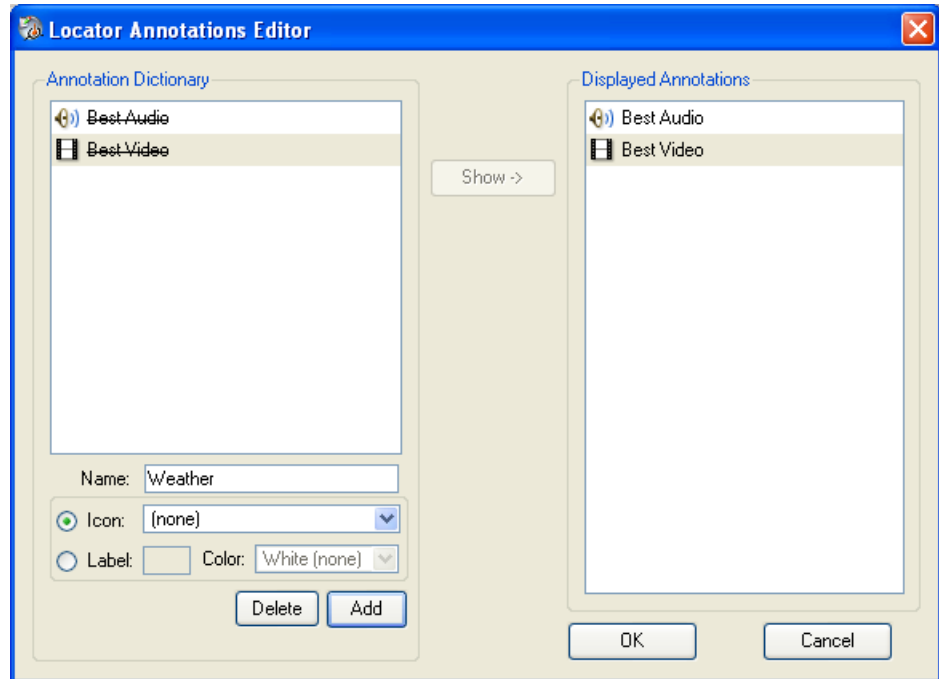 Locator Annotations Editor
Annotation Dictionary
Best Audio
Best Video
Show ->
Displayed Annotations
Best Audio
Best Video
Name: Weather
Icon: (none)
Label: Color: White (none)
Delete Add
OK Cancel